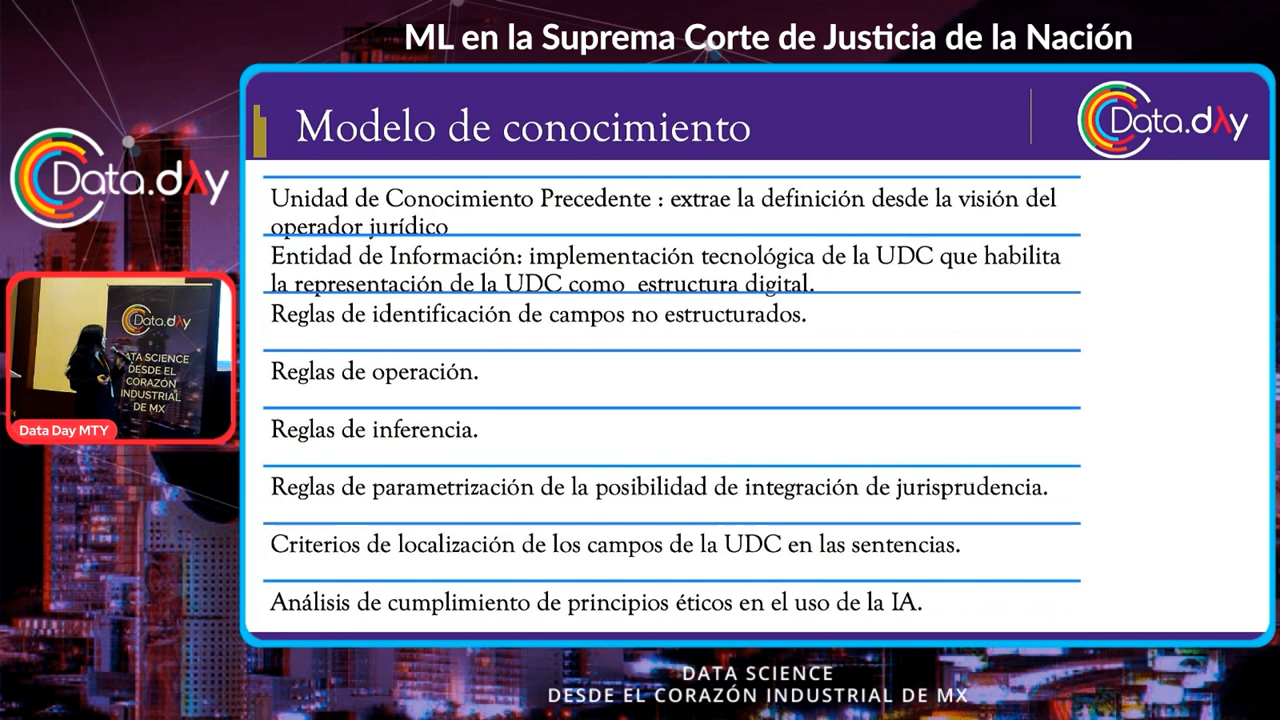 ML en la Suprema Corte de Justicia de la Nación
Modelo de conocimiento
Data.dλy
Data.dλy
Unidad de Conocimiento Precedente : extrae la definición desde la visión del
operador jurídico
Entidad de Información: implementación tecnológica de la UDC que habilita
la representación de la UDC como estructura digital.
Reglas de identificación de campos no estructurados.
Reglas de operación.
Reglas de inferencia.
Reglas de parametrización de la posibilidad de integración de jurisprudencia.
Criterios de localización de los campos de la UDC en las sentencias.
Análisis de cumplimiento de principios éticos en el uso de la IA.
Data.dλy
DATA SCIENCE
DESDE EL
CORAZÓN
INDUSTRIAL
DE MX
Data Day MTY
DATA SCIENCE
DESDE EL CORAZÓN INDUSTRIAL DE MX